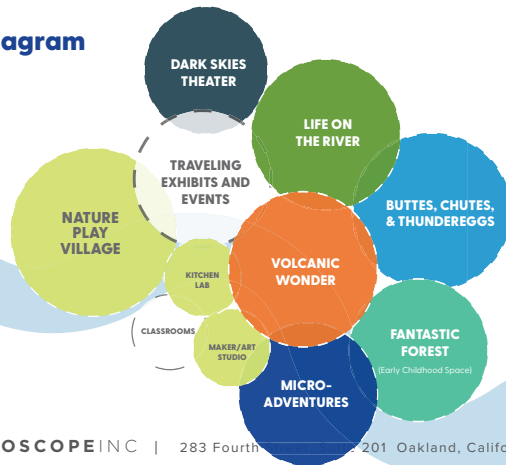 agram
DARK SKIES
THEATER
LIFE ON
THE RIVER
TRAVELING
EXHIBITS AND
EVENTS
BUTTES, CHUTES,
& THUNDEREGGS
NATURE
PLAY
VILLAGE
VOLCANIC
WONDER
KITCHEN
LAB
CLASSROOMS
MAKER/ART
STUDIO
FANTASTIC
FOREST
(Early Childhood Space)
MICRO-
ADVENTURES
OSCOPEINC | 283 Fourth 201 Oakland, Califo